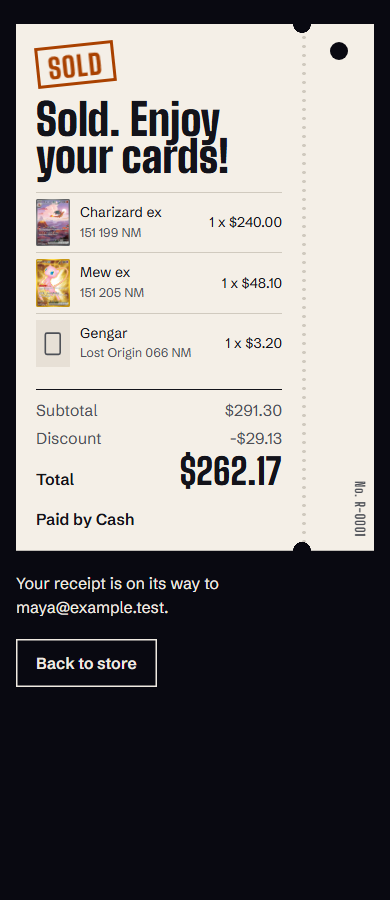 SOLD
Sold. Enjoy
your cards!
Charizard ex
151 199 NM
1 x $240.00
Mew ex
151 205 NM
1 x $48.10
Gengar
Lost Origin 066 NM
1 x $3.20
Subtotal $291.30
Discount -$29.13
Total $262.17
Paid by Cash
No. R-0001
Your receipt is on its way to
maya@example.test.
Back to store